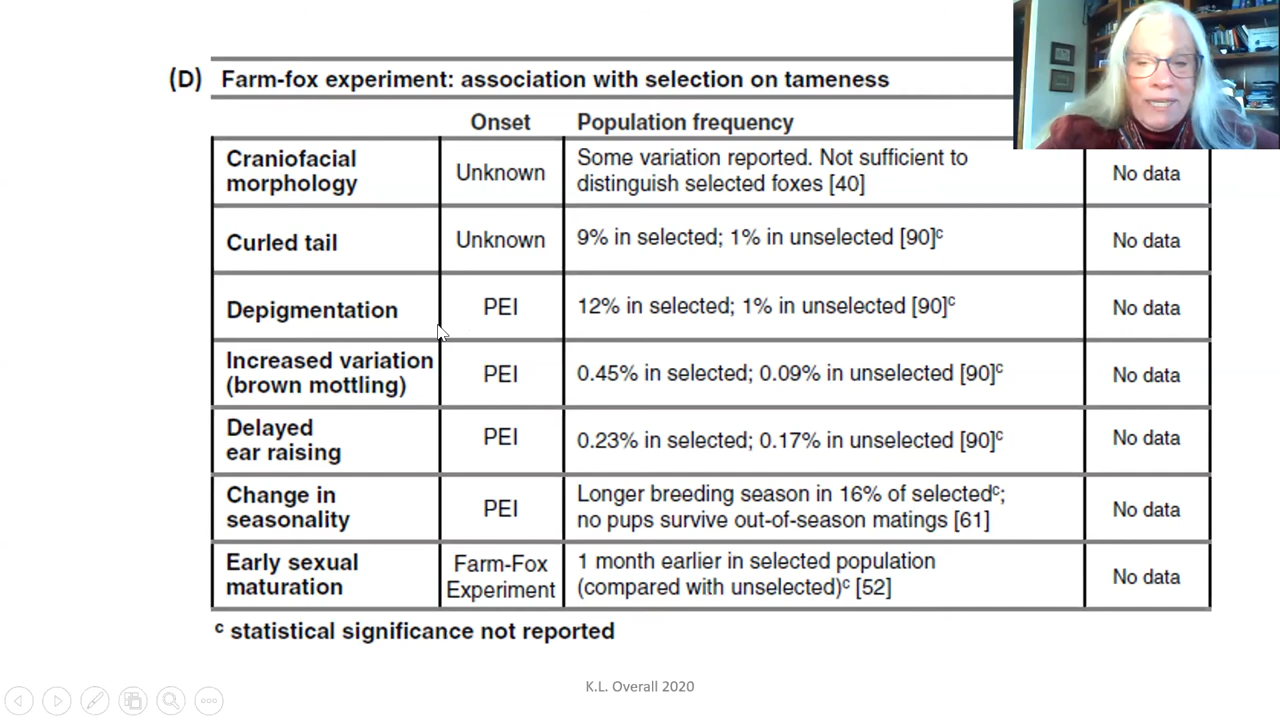 (D) Farm-fox experiment: association with selection on tameness
Onset Population frequency
Craniofacial
morphology
Unknown
Some variation reported. Not sufficient to
distinguish selected foxes [40]
No data
Curled tail
Unknown
9% in selected; 1% in unselected [90]ᶜ
No data
Depigmentation
PEI
12% in selected; 1% in unselected [90]ᶜ
No data
Increased variation
(brown mottling)
PEI
0.45% in selected; 0.09% in unselected [90]ᶜ
No data
Delayed
ear raising
PEI
0.23% in selected; 0.17% in unselected [90]ᶜ
No data
Change in
seasonality
PEI
Longer breeding season in 16% of selectedᶜ;
no pups survive out-of-season matings [61]
No data
Early sexual
maturation
Farm-Fox
Experiment
1 month earlier in selected population
(compared with unselected)ᶜ [52]
No data
ᶜ statistical significance not reported
K.L. Overall 2020